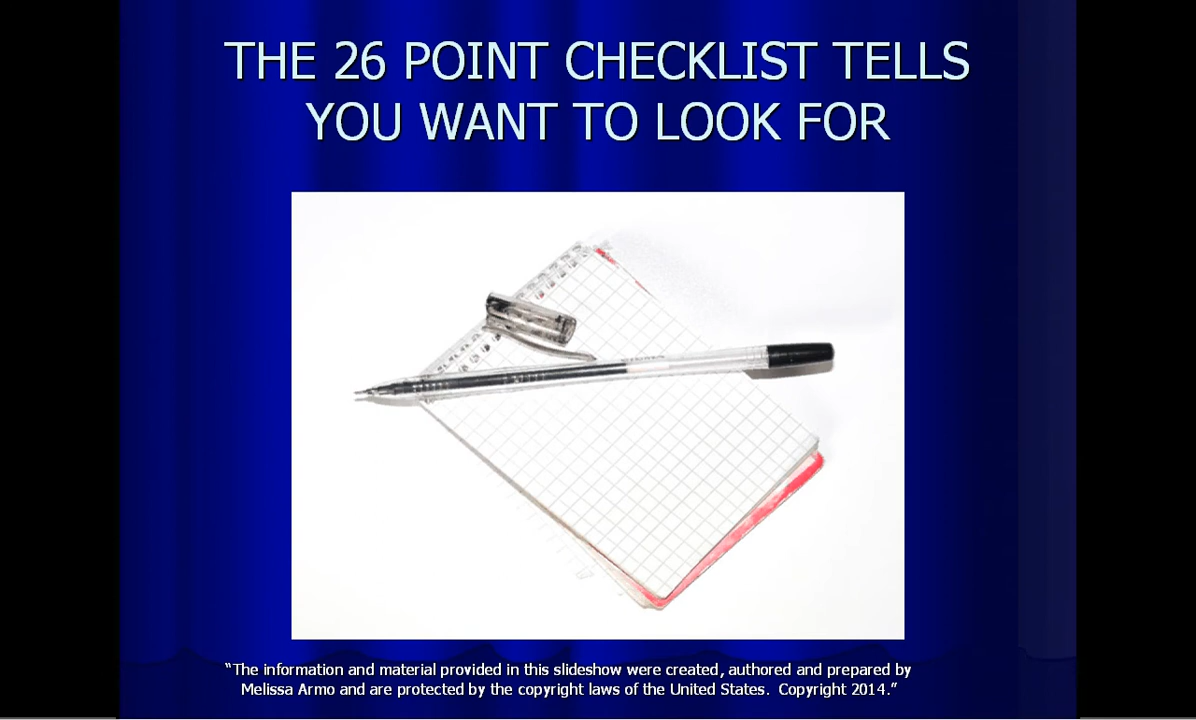 THE 26 POINT CHECKLIST TELLS
YOU WANT TO LOOK FOR
“The information and material provided in this slideshow were created, authored and prepared by
Melissa Armo and are protected by the copyright laws of the United States.  Copyright 2014.”